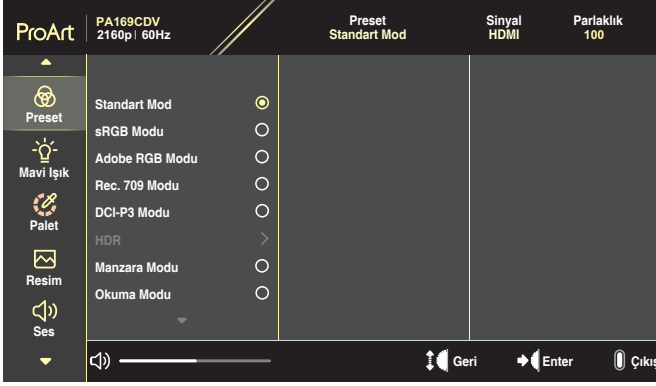 ProArt
PA169CDV
2160p | 60Hz
Preset
Standart Mod
Sinyal
HDMI
Parlaklık
100
Preset
Mavi Işık
Palet
Resim
Ses
Standart Mod
sRGB Modu
Adobe RGB Modu
Rec. 709 Modu
DCI-P3 Modu
HDR
Manzara Modu
Okuma Modu
Geri
Enter
Çıkış